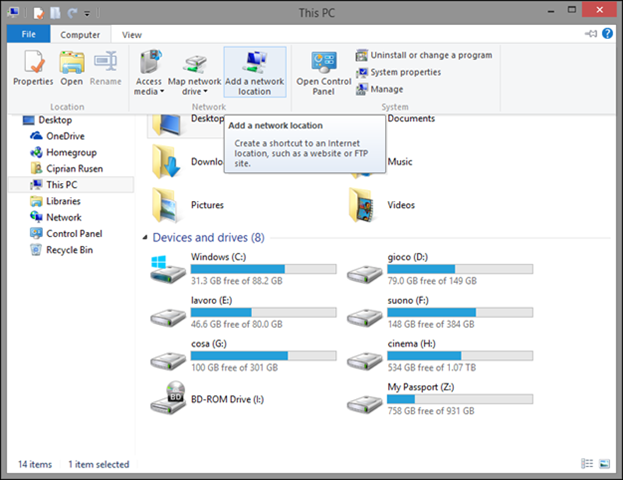 This PC
File
Computer
View
Properties
Open
Rename
Access media
Map network drive
Add a network location
Open Control Panel
Uninstall or change a program
System properties
Manage
Location
Network
System
Desktop
OneDrive
Homegroup
Ciprian Rusen
This PC
Libraries
Network
Control Panel
Recycle Bin
Documents
Add a network location
Create a shortcut to an Internet
location, such as a website or FTP
site.
Music
Pictures
Videos
Devices and drives (8)
Windows (C:)
31.3 GB free of 88.2 GB
gioco (D:)
79.0 GB free of 149 GB
lavoro (E:)
46.6 GB free of 80.0 GB
suono (F:)
148 GB free of 384 GB
cosa (G:)
100 GB free of 301 GB
cinema (H:)
534 GB free of 1.07 TB
BD
BD-ROM Drive (I:)
My Passport (Z:)
758 GB free of 931 GB
14 items
1 item selected